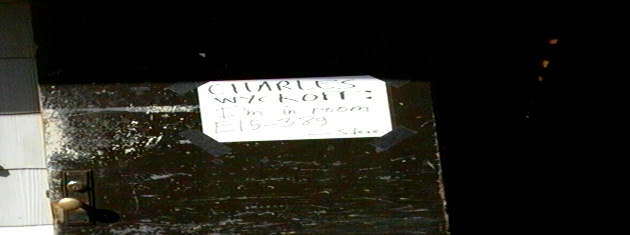 CHARLES
WYCKOFF:
I'm in room
E15-389
— Steve